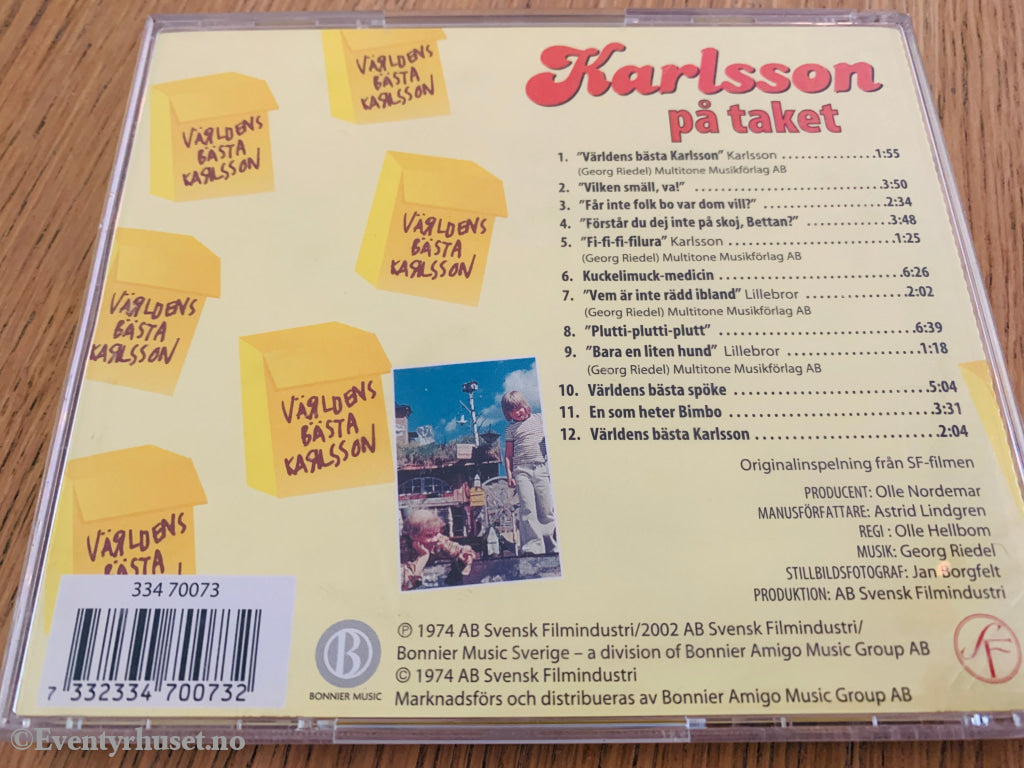 VÄRLDENS
BÄSTA
KARLSSON
VÄRLDENS
BÄSTA
KARLSSON
VÄRLDENS
BÄSTA
KARLSSON
VÄRLDENS
BÄSTA
KARLSSON
VÄRLDENS
BÄSTA
KARLSSON
VÄRLDENS
BÄSTA
Karlsson
på taket
1. "Världens bästa Karlsson" Karlsson ....................1:55
(Georg Riedel) Multitone Musikförlag AB
2. "Vilken smäll, va!" ................................3:50
3. "Får inte folk bo var dom vill?" ....................2:34
4. "Förstår du dej inte på skoj, Bettan?" ...............3:48
5. "Fi-fi-fi-filura" Karlsson ..........................1:25
(Georg Riedel) Multitone Musikförlag AB
6. Kuckelimuck-medicin .............................6:26
7. "Vem är inte rädd ibland" Lillebror .................2:02
(Georg Riedel) Multitone Musikförlag AB
8. "Plutti-plutti-plutt" ..............................6:39
9. "Bara en liten hund" Lillebror .....................1:18
(Georg Riedel) Multitone Musikförlag AB
10. Världens bästa spöke ............................5:04
11. En som heter Bimbo .............................3:31
12. Världens bästa Karlsson ..........................2:04
Originalinspelning från SF-filmen
PRODUCENT: Olle Nordemar
MANUSFÖRFATTARE: Astrid Lindgren
REGI : Olle Hellbom
MUSIK: Georg Riedel
STILLBILDSFOTOGRAF: Jan Borgfelt
PRODUKTION: AB Svensk Filmindustri
334 70073
7 332334 700732
B
BONNIER MUSIC
℗ 1974 AB Svensk Filmindustri/2002 AB Svensk Filmindustri/
Bonnier Music Sverige – a division of Bonnier Amigo Music Group AB
© 1974 AB Svensk Filmindustri
Marknadsförs och distribueras av Bonnier Amigo Music Group AB
SF
©Eventyrhuset.no